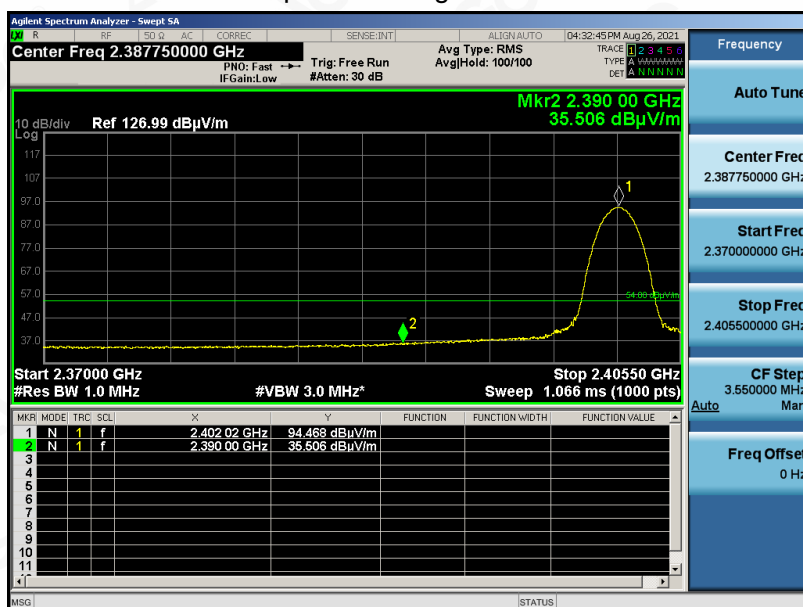 Agilent Spectrum Analyzer - Swept SA
LXI R RF 50 Ω AC CORREC SENSE:INT ALIGN AUTO 04:32:45 PM Aug 26, 2021
Center Freq 2.387750000 GHz
PNO: Fast
IFGain:Low
Trig: Free Run
#Atten: 30 dB
Avg Type: RMS
Avg|Hold: 100/100
TRACE 1 2 3 4 5 6
TYPE A WWWWW
DET A N N N N N
Mkr2 2.390 00 GHz
35.506 dBµV/m
10 dB/div Ref 126.99 dBµV/m
Log
117
107
97.0
87.0
77.0
67.0
57.0
47.0
37.0
1
2
54.00 dBµV/m
Start 2.37000 GHz Stop 2.40550 GHz
#Res BW 1.0 MHz #VBW 3.0 MHz* Sweep 1.066 ms (1000 pts)
MKR MODE TRC SCL X Y FUNCTION FUNCTION WIDTH FUNCTION VALUE
1 N 1 f 2.402 02 GHz 94.468 dBµV/m
2 N 1 f 2.390 00 GHz 35.506 dBµV/m
3
4
5
6
7
8
9
10
11
MSG STATUS
Frequency
Auto Tune
Center Freq
2.387750000 GHz
Start Freq
2.370000000 GHz
Stop Freq
2.405500000 GHz
CF Step
3.550000 MHz
Auto Man
Freq Offset
0 Hz